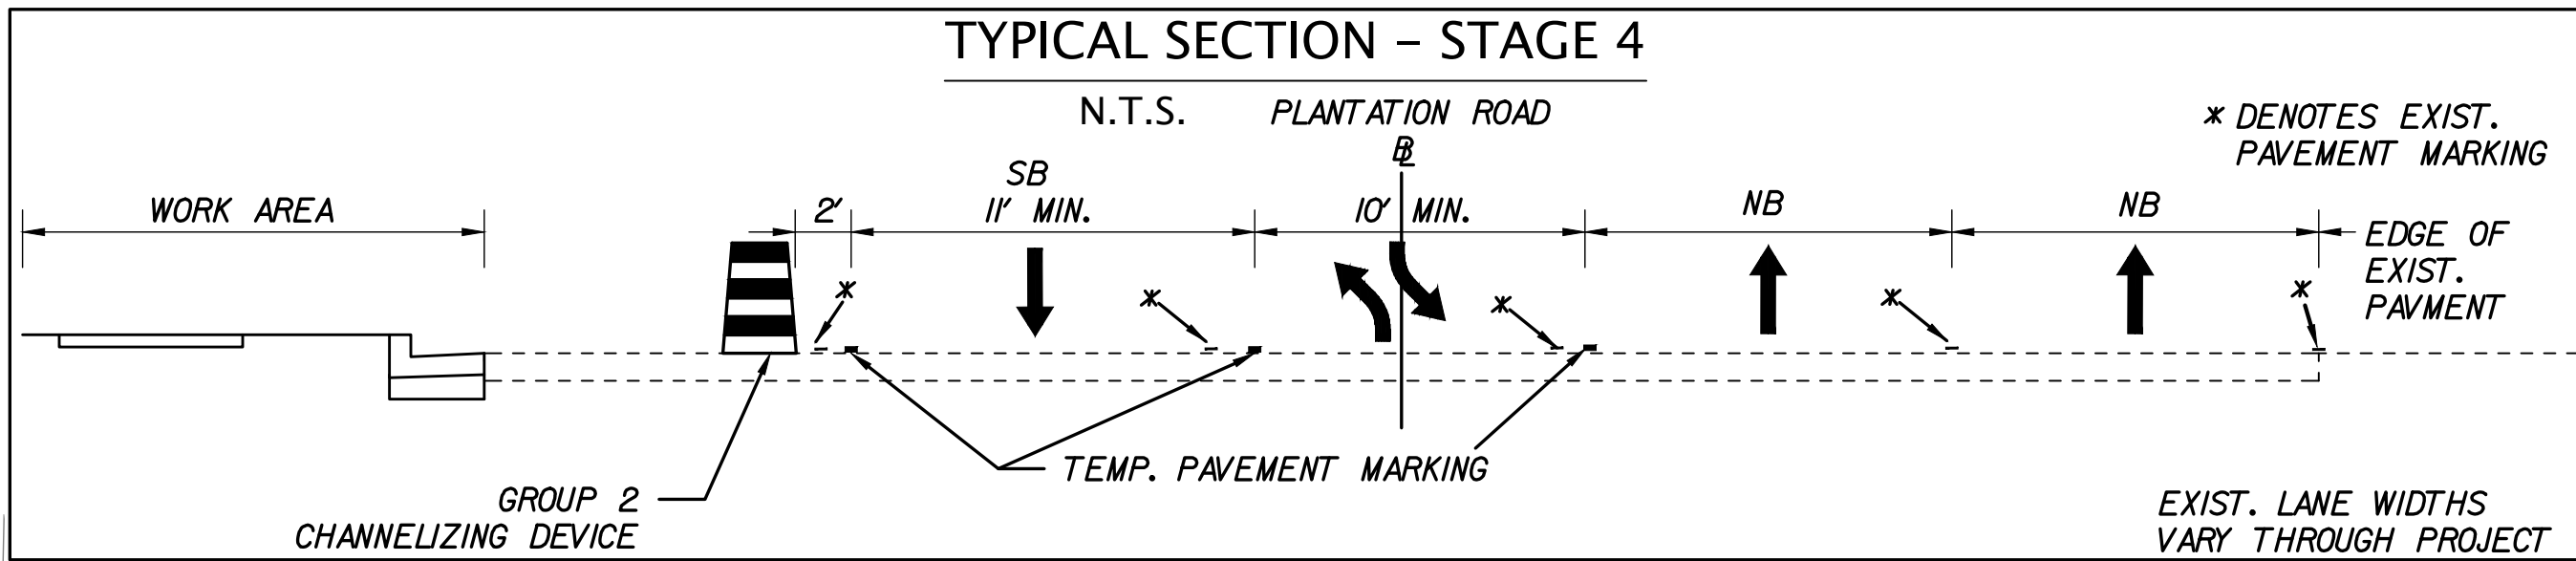 TYPICAL SECTION – STAGE 4
N.T.S.
PLANTATION ROAD
* DENOTES EXIST.
PAVEMENT MARKING
WORK AREA
2'
SB
11' MIN.
10' MIN.
NB
NB
EDGE OF
EXIST.
PAVMENT
*
*
*
*
*
TEMP. PAVEMENT MARKING
GROUP 2
CHANNELIZING DEVICE
EXIST. LANE WIDTHS
VARY THROUGH PROJECT